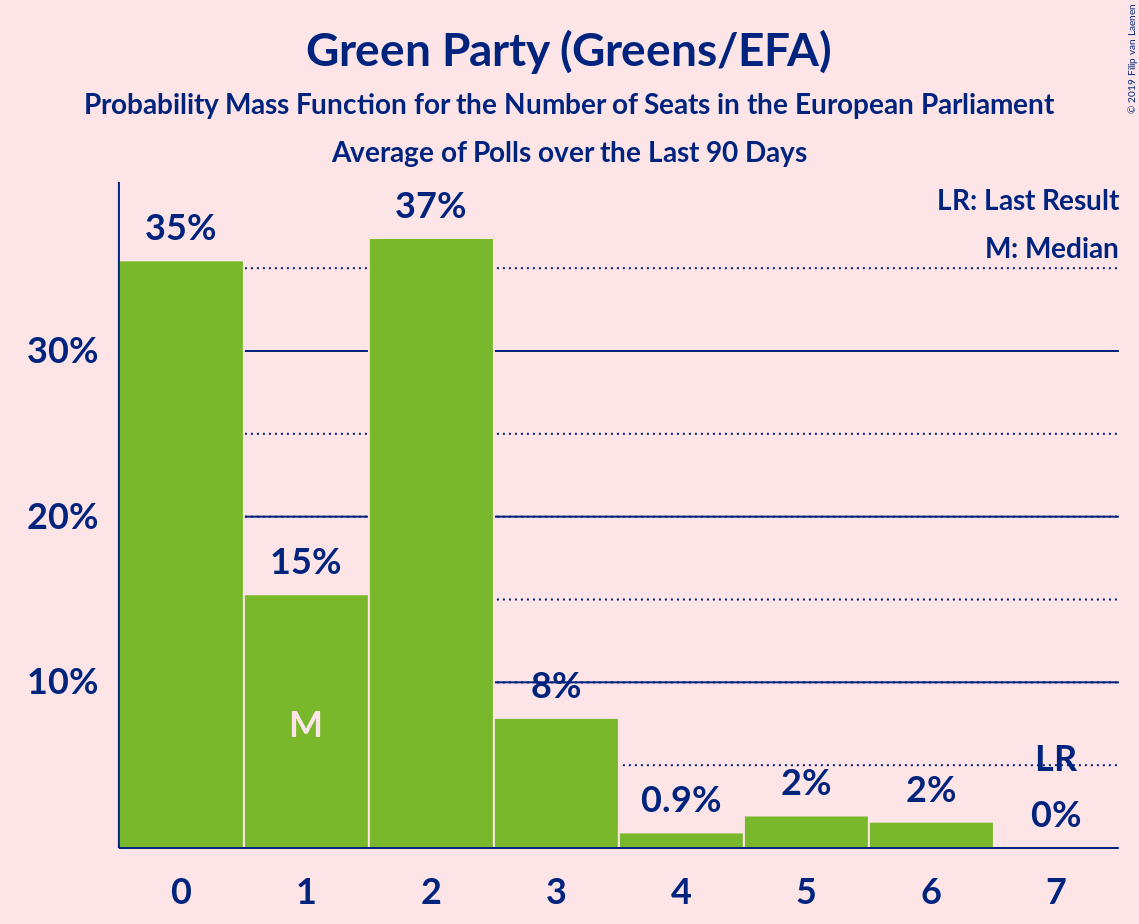 Green Party (Greens/EFA)
Probability Mass Function for the Number of Seats in the European Parliament
Average of Polls over the Last 90 Days
© 2019 Filip van Laenen
LR: Last Result
M: Median
35%
37%
30%
20%
15%
10%
8%
M
LR
0.9%
2%
2%
0%
0 1 2 3 4 5 6 7